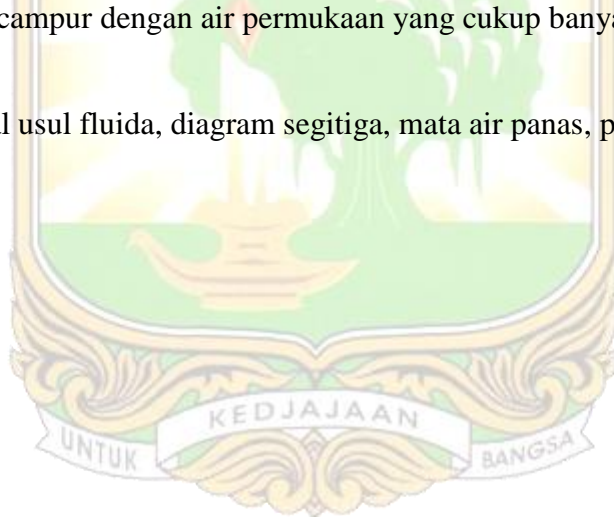 campur dengan air permukaan yang cukup banya
l usul fluida, diagram segitiga, mata air panas, p
UNTUK KEDJAJAAN BANGSA